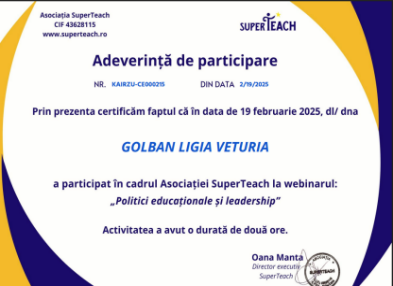 Asociația SuperTeach
CIF 43628115
www.superteach.ro
SUPERTEACH
Adeverință de participare
NR. KAIRZU-CE000215 DIN DATA 2/19/2025
Prin prezenta certificăm faptul că în data de 19 februarie 2025, dl/ dna
GOLBAN LIGIA VETURIA
a participat în cadrul Asociației SuperTeach la webinarul:
„Politici educaționale și leadership”
Activitatea a avut o durată de două ore.
Oana Manta
Director executiv
SuperTeach
SUPERTEACH